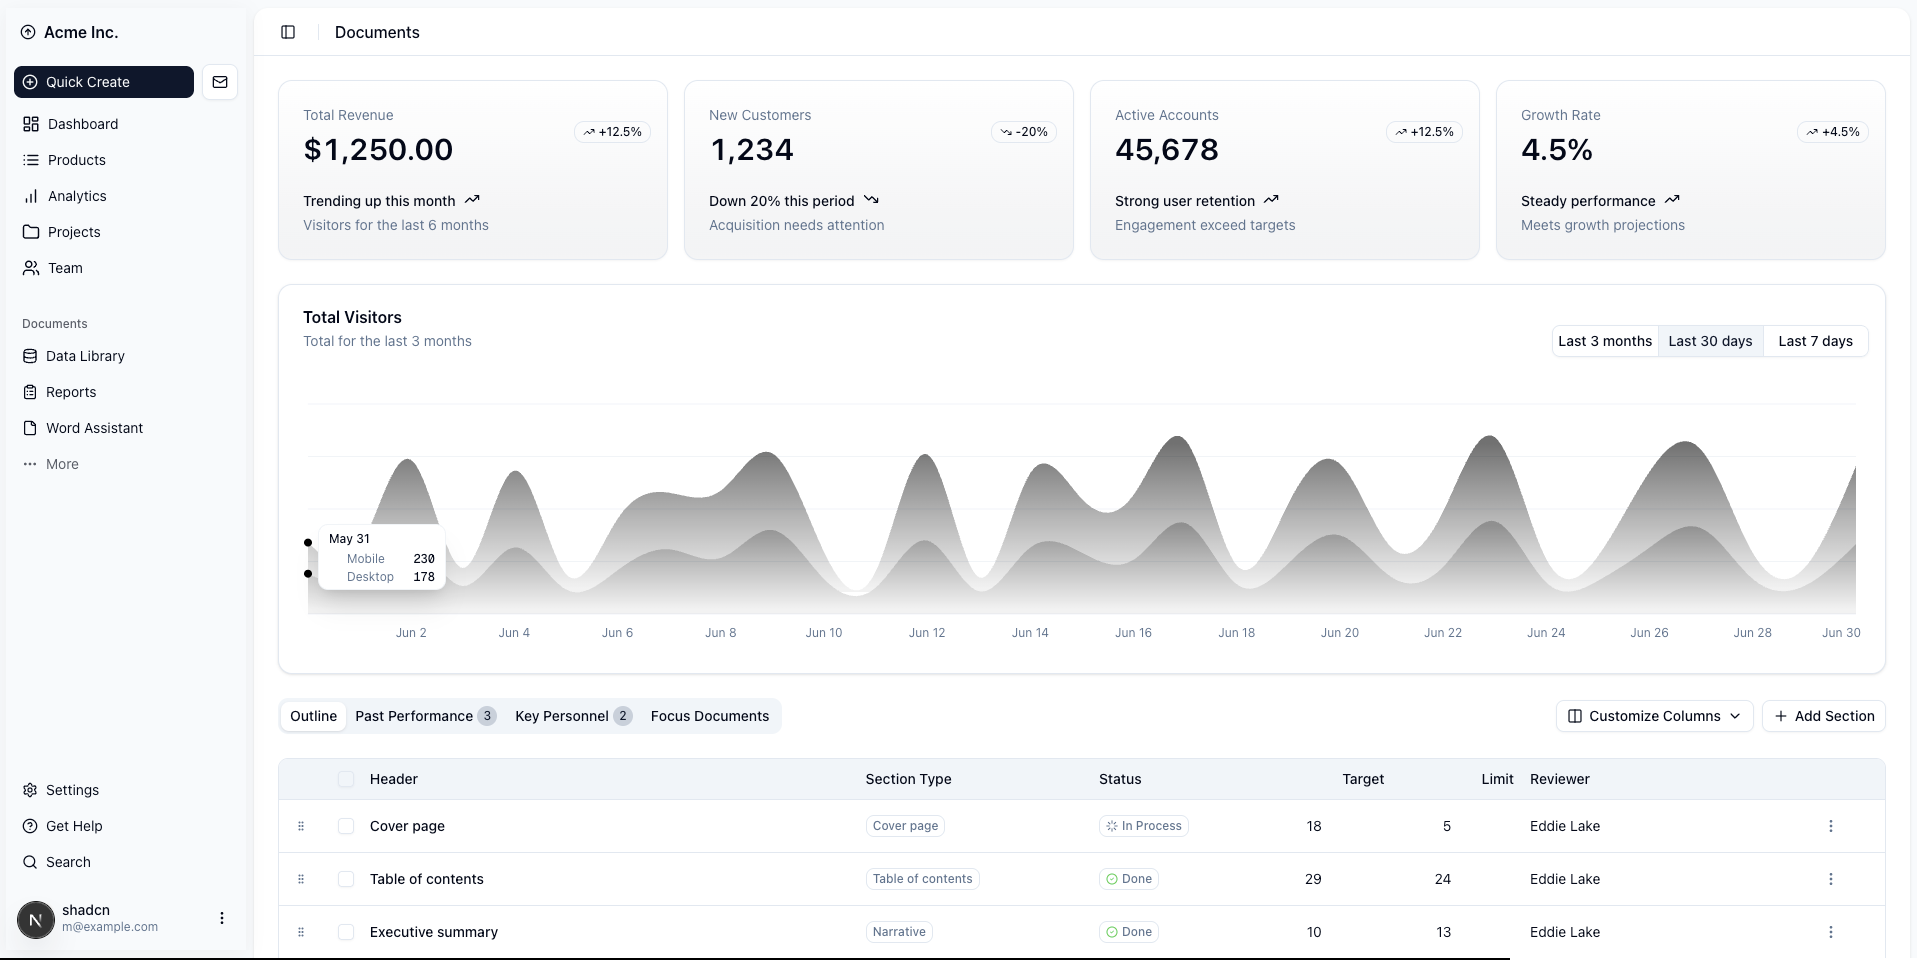 Acme Inc.
Quick Create
Dashboard
Products
Analytics
Projects
Team
Documents
Data Library
Reports
Word Assistant
More
Settings
Get Help
Search
N
shadcn
m@example.com
Documents
Total Revenue
+12.5%
$1,250.00
Trending up this month
Visitors for the last 6 months
New Customers
-20%
1,234
Down 20% this period
Acquisition needs attention
Active Accounts
+12.5%
45,678
Strong user retention
Engagement exceed targets
Growth Rate
+4.5%
4.5%
Steady performance
Meets growth projections
Total Visitors
Total for the last 3 months
Last 3 months Last 30 days Last 7 days
May 31
Mobile 230
Desktop 178
Jun 2 Jun 4 Jun 6 Jun 8 Jun 10 Jun 12 Jun 14 Jun 16 Jun 18 Jun 20 Jun 22 Jun 24 Jun 26 Jun 28 Jun 30
Outline Past Performance 3 Key Personnel 2 Focus Documents
Customize Columns Add Section
Header Section Type Status Target Limit Reviewer
Cover page Cover page In Process 18 5 Eddie Lake
Table of contents Table of contents Done 29 24 Eddie Lake
Executive summary Narrative Done 10 13 Eddie Lake